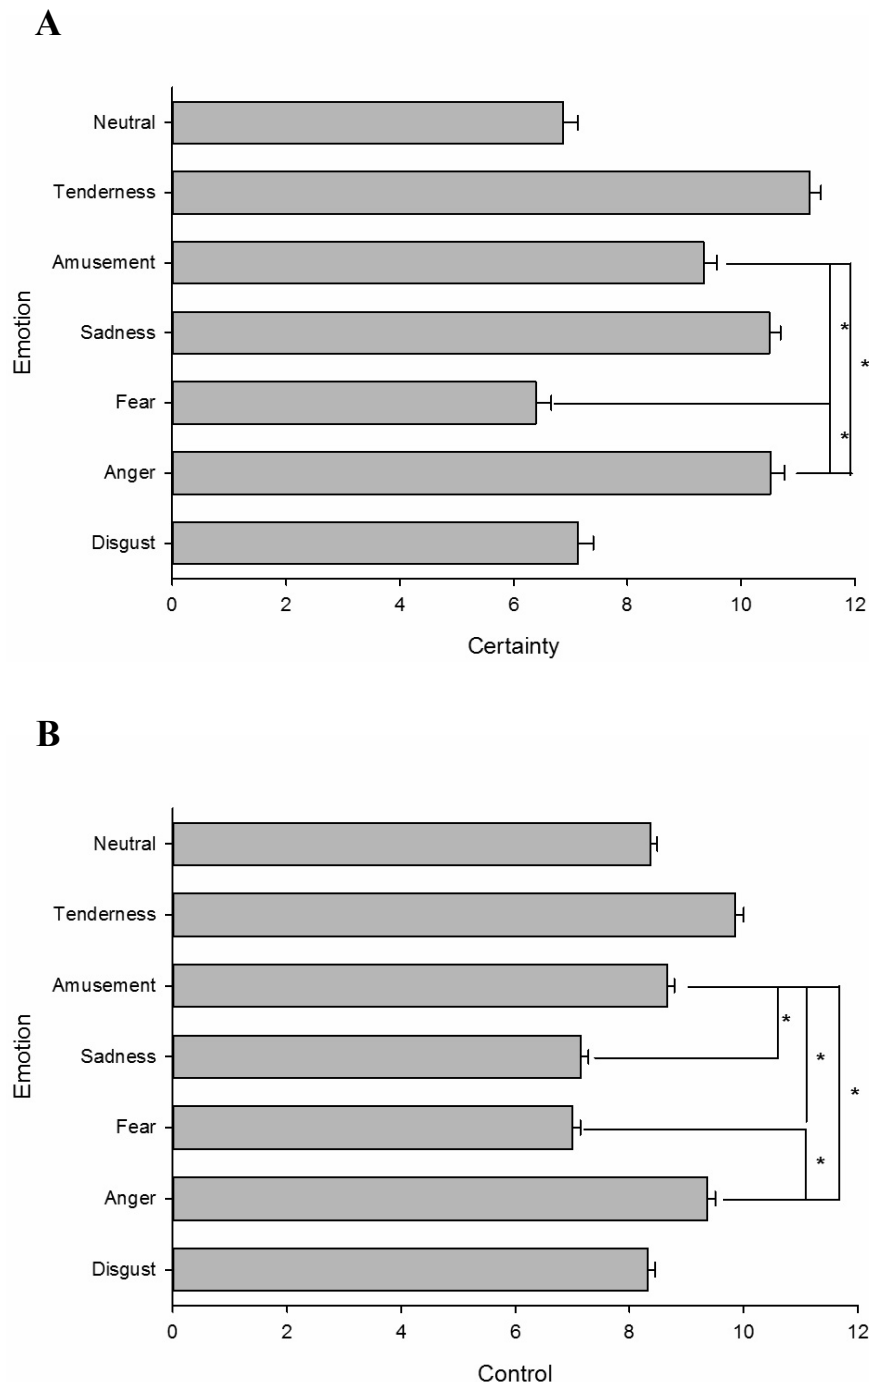 A
Neutral
Tenderness
Amusement
Sadness
Fear
Anger
Disgust
Emotion
*
*
*
0 2 4 6 8 10 12
Certainty
B
Neutral
Tenderness
Amusement
Sadness
Fear
Anger
Disgust
Emotion
*
*
*
*
0 2 4 6 8 10 12
Control